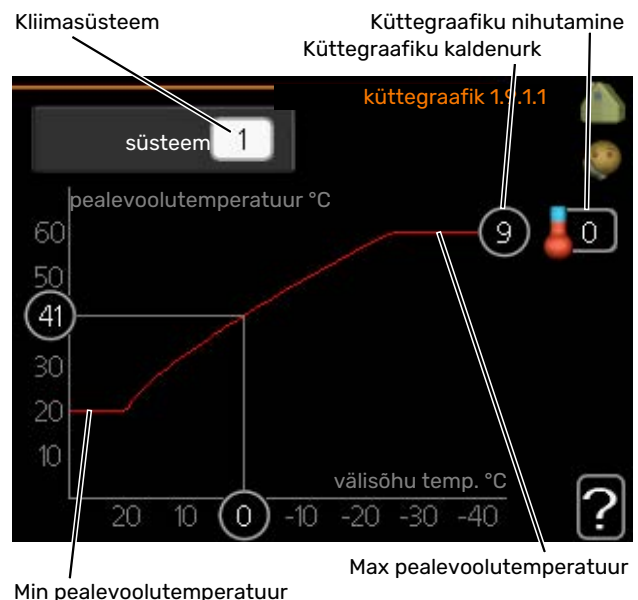 Kliimasüsteem
Küttegraafiku nihutamine
Küttegraafiku kaldenurk
küttegraafik 1.9.1.1
süsteem 1
pealevoolutemperatuur °C
60
9
0
50
41
30
20
10
välisõhu temp. °C
20 10 0 -10 -20 -30 -40
?
Max pealevoolutemperatuur
Min pealevoolutemperatuur